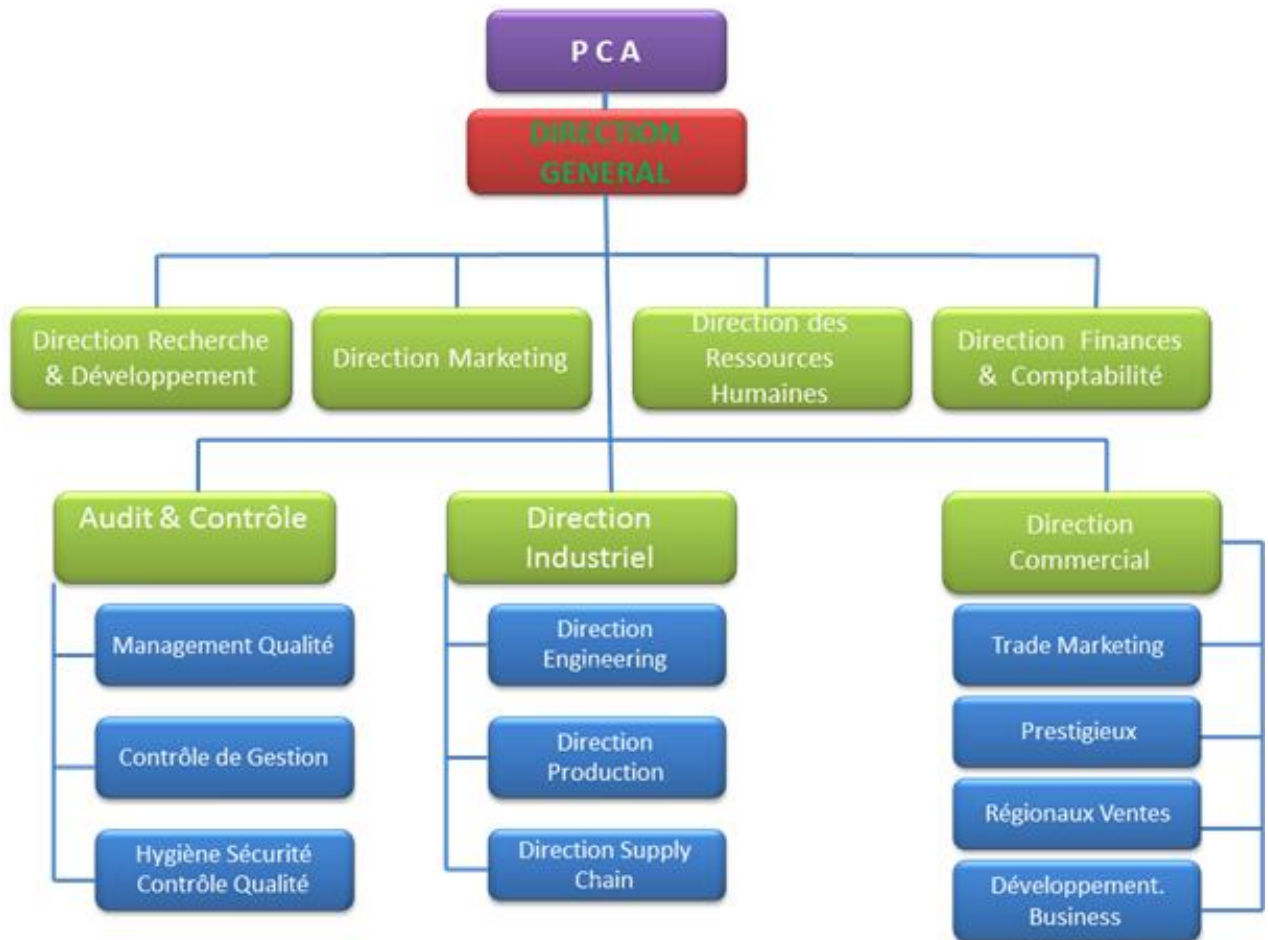 P C A
DIRECTION
GENERAL
Direction Recherche
& Développement
Direction Marketing
Direction des
Ressources
Humaines
Direction Finances
& Comptabilité
Audit & Contrôle
Direction
Industriel
Direction
Commercial
Management Qualité
Contrôle de Gestion
Hygiène Sécurité
Contrôle Qualité
Direction
Engineering
Direction
Production
Direction Supply
Chain
Trade Marketing
Prestigieux
Régionaux Ventes
Développement.
Business